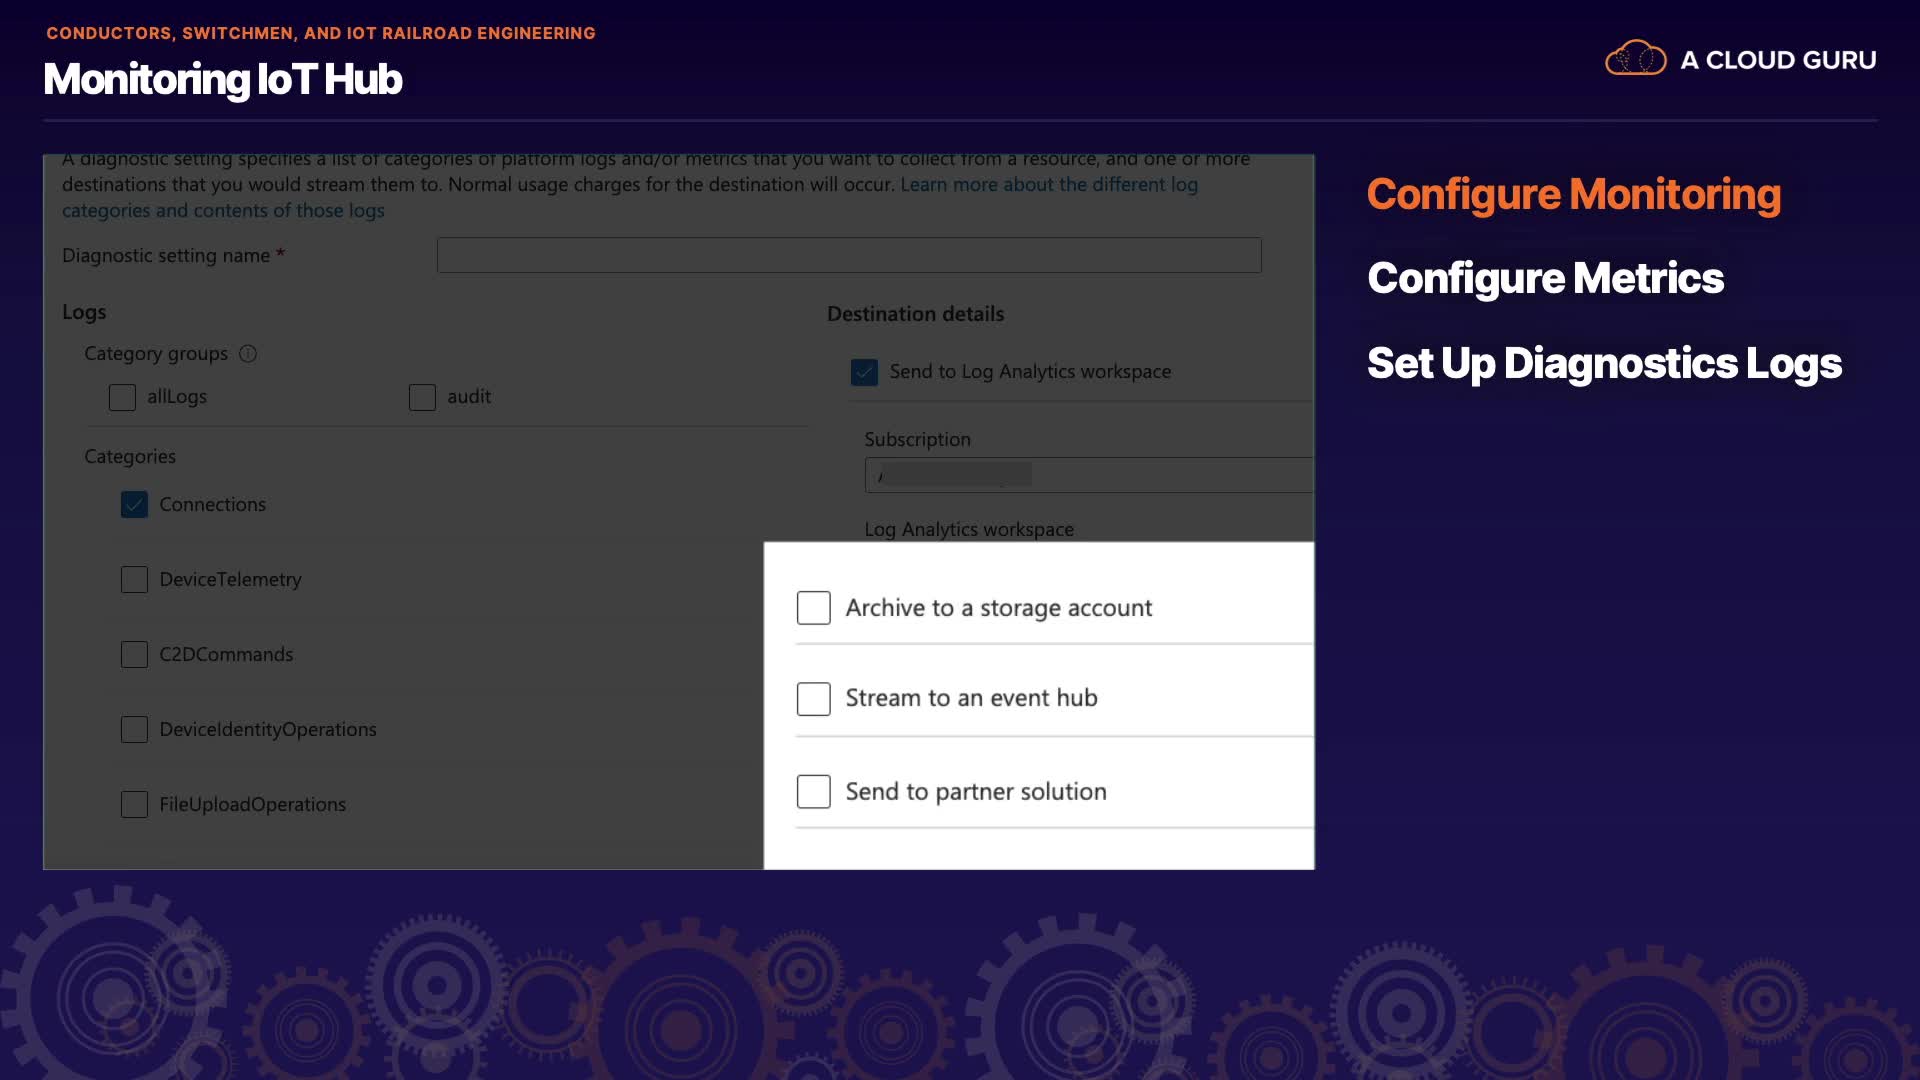 CONDUCTORS, SWITCHMEN, AND IOT RAILROAD ENGINEERING
Monitoring IoT Hub
A CLOUD GURU
A diagnostic setting specifies a list of categories of platform logs and/or metrics that you want to collect from a resource, and one or more
destinations that you would stream them to. Normal usage charges for the destination will occur. Learn more about the different log
categories and contents of those logs
Diagnostic setting name *
Logs
Category groups
allLogs
audit
Categories
Connections
DeviceTelemetry
C2DCommands
DeviceIdentityOperations
FileUploadOperations
Destination details
Send to Log Analytics workspace
Subscription
Log Analytics workspace
Archive to a storage account
Stream to an event hub
Send to partner solution
Configure Monitoring
Configure Metrics
Set Up Diagnostics Logs